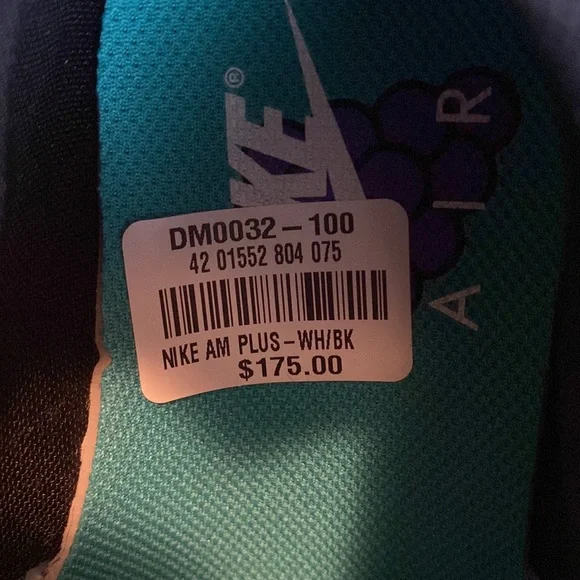 ®
AIR
DM0032-100
42 01552 804 075
NIKE AM PLUS-WH/BK
$175.00